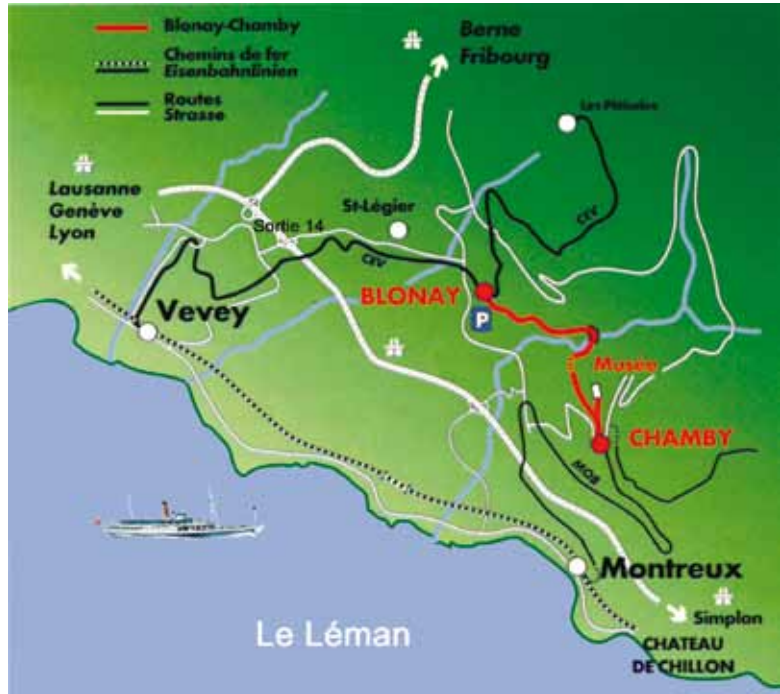 Blonay-Chamby
Chemins de fer
Eisenbahnlinien
Routes
Strasse
Berne
Fribourg
Les Pléiades
Lausanne
Genève
Lyon
Sortie 14
St-Légier
CEV
CEV
BLONAY
P
Vevey
Musée
CHAMBY
MOB
Montreux
Simplon
Le Léman
CHATEAU
DE CHILLON